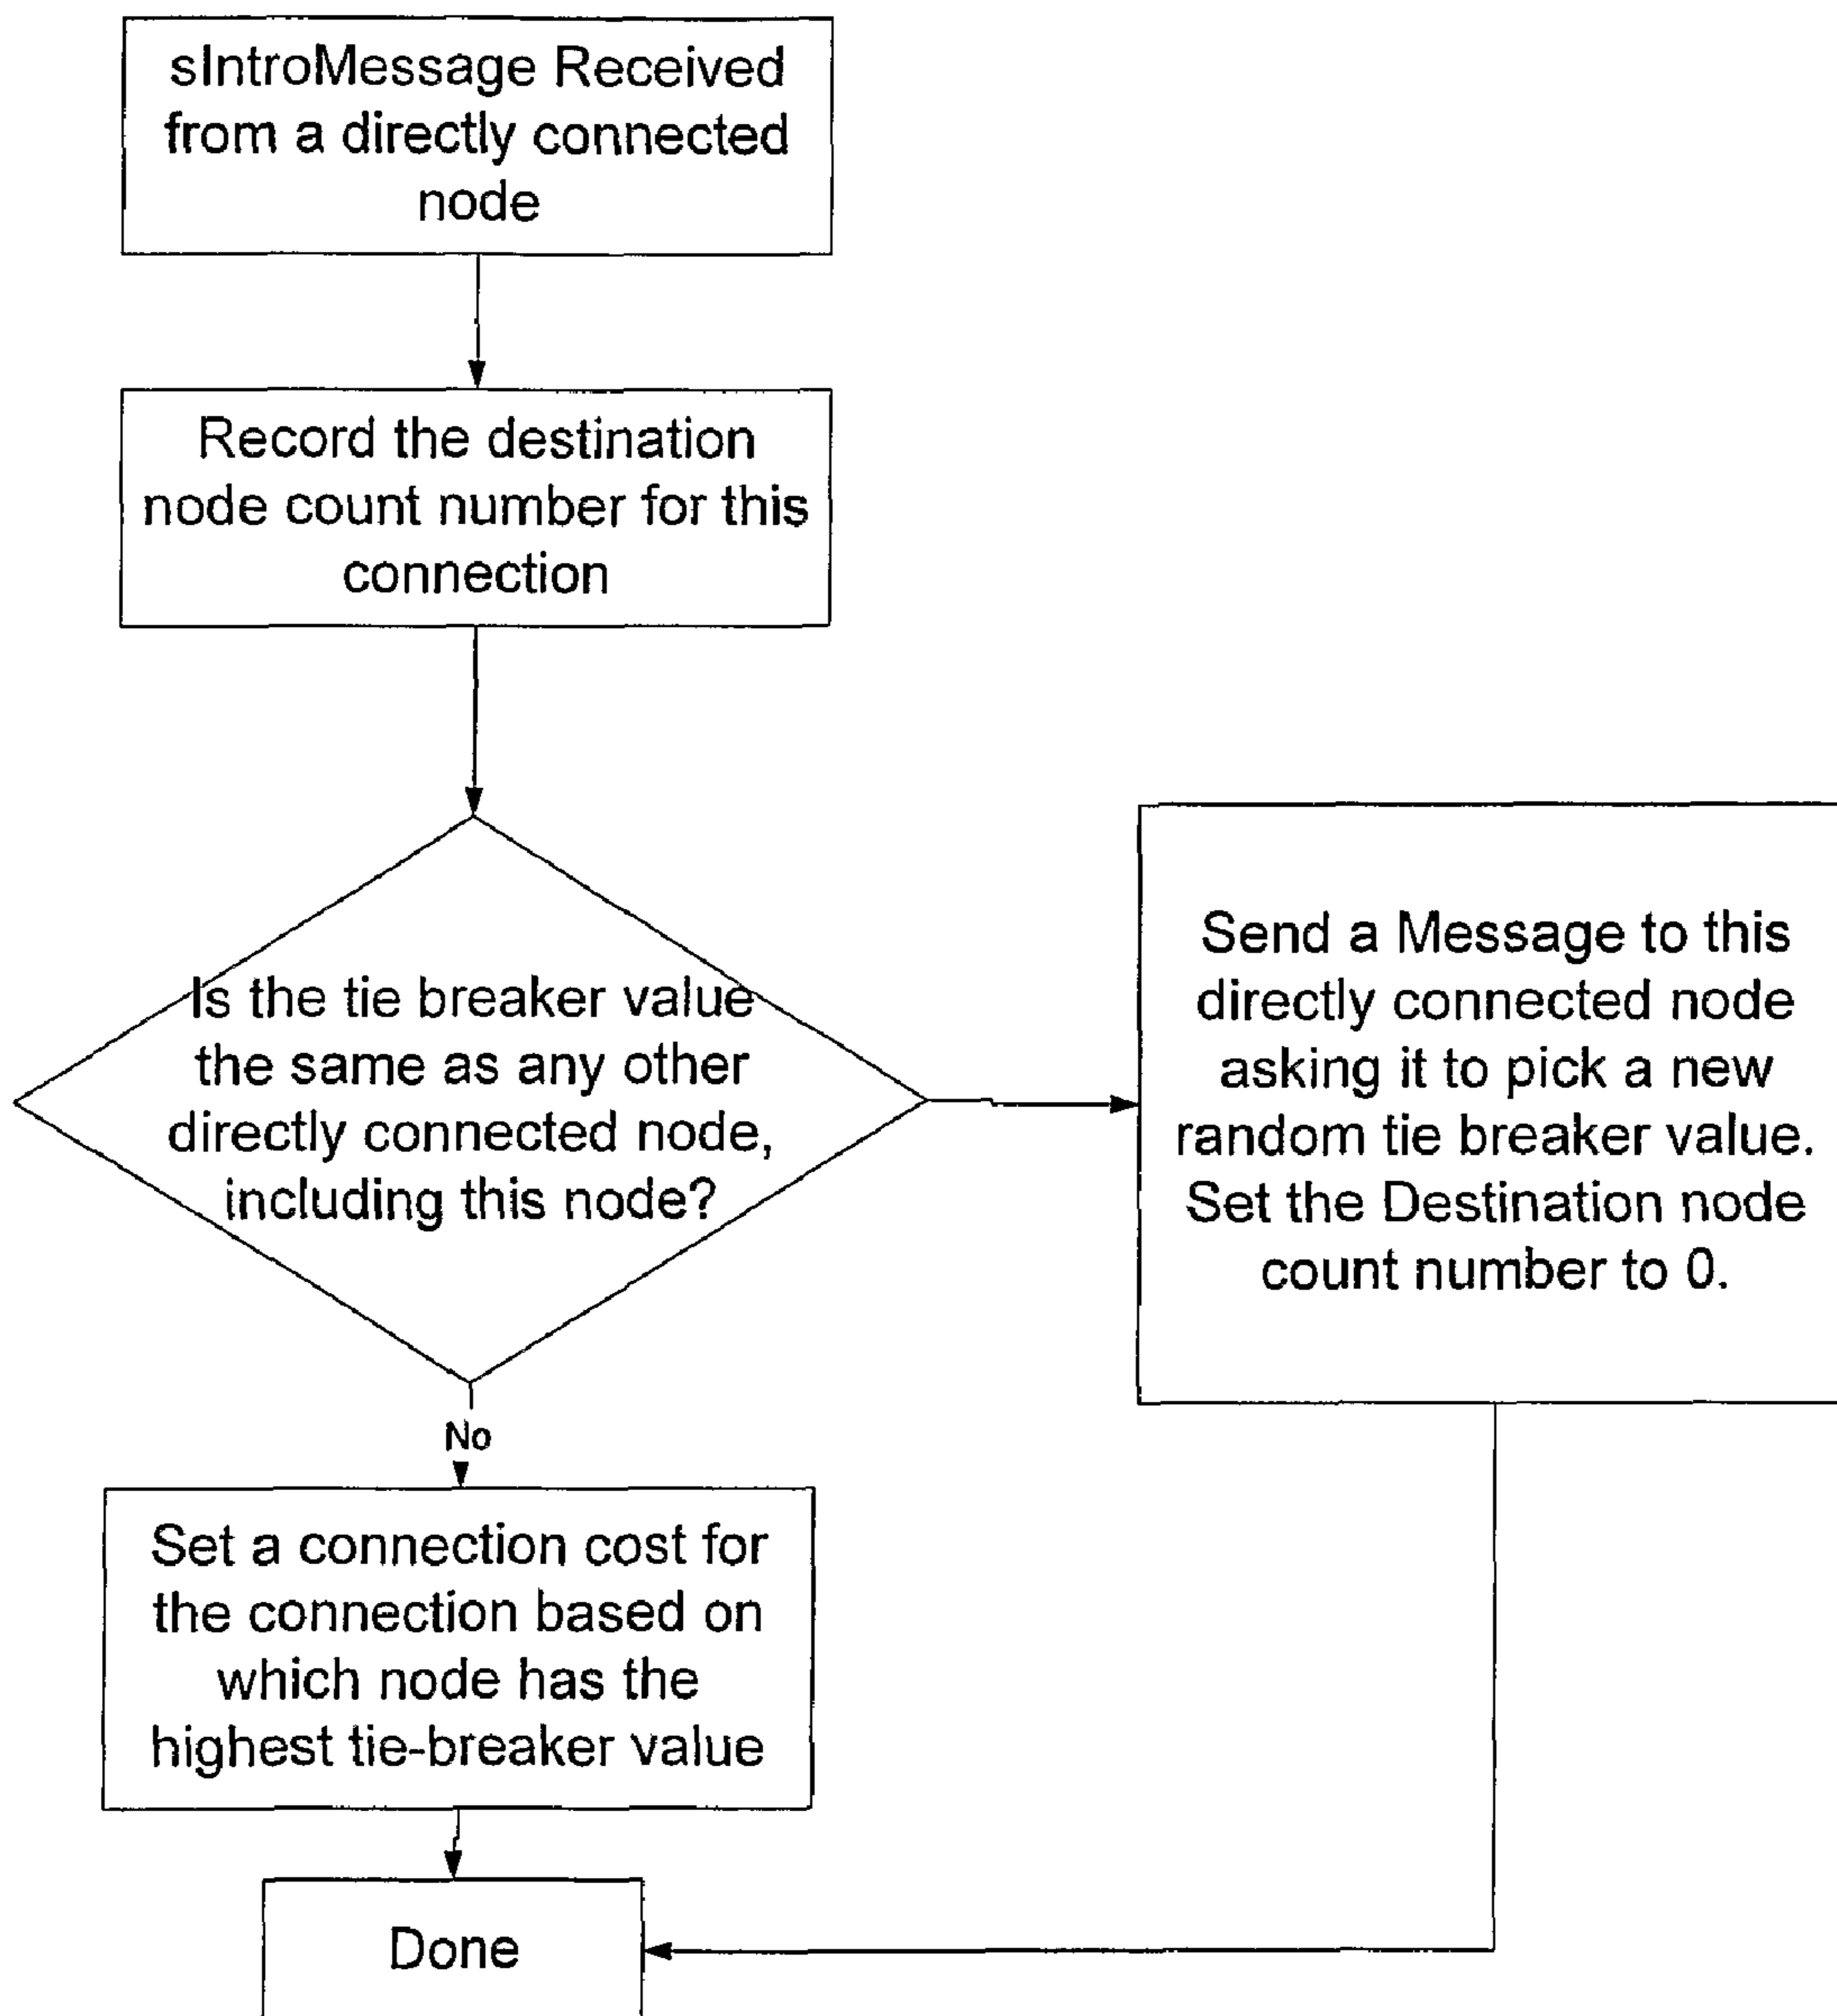 sIntroMessage Received
from a directly connected
node
Record the destination
node count number for this
connection
Is the tie breaker value
the same as any other
directly connected node,
including this node?
Send a Message to this
directly connected node
asking it to pick a new
random tie breaker value.
Set the Destination node
count number to 0.
No
Set a connection cost for
the connection based on
which node has the
highest tie-breaker value
Done